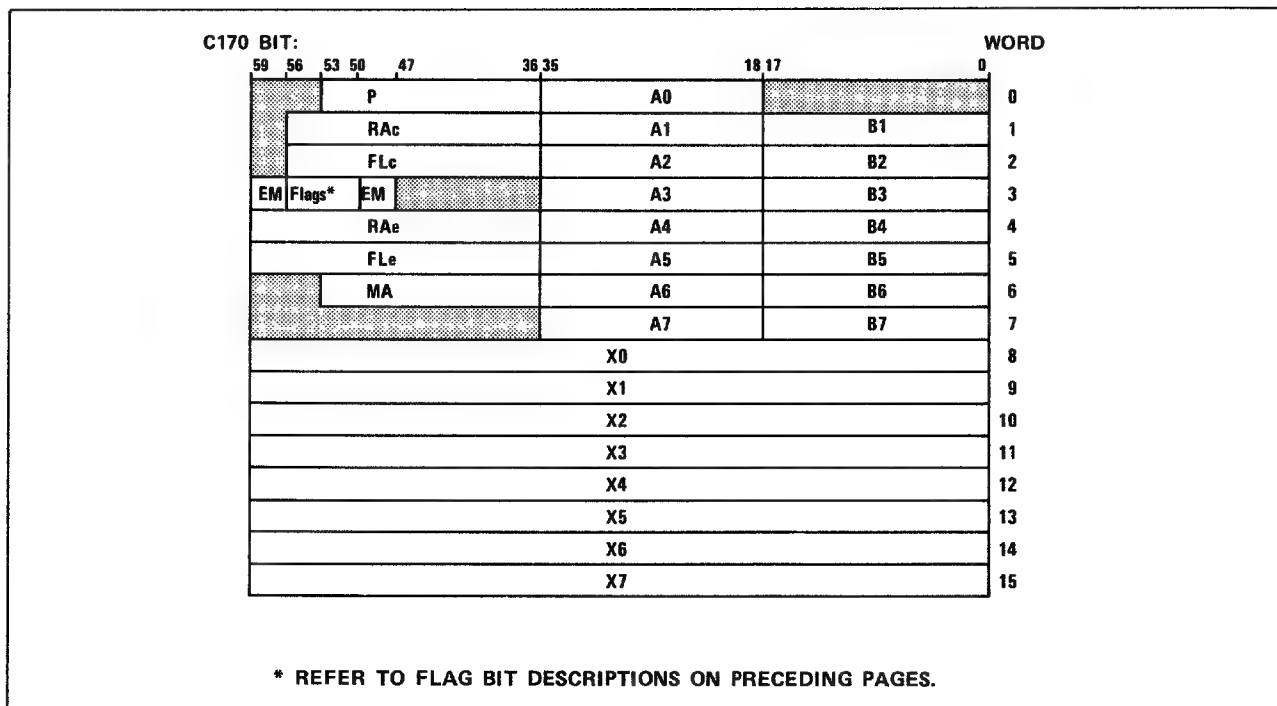 C170 BIT: WORD
59 56 53 50 47 36 35 18 17 0
P A0 0
RAc A1 B1 1
FLc A2 B2 2
EM Flags* EM A3 B3 3
RAe A4 B4 4
FLe A5 B5 5
MA A6 B6 6
A7 B7 7
X0 8
X1 9
X2 10
X3 11
X4 12
X5 13
X6 14
X7 15
* REFER TO FLAG BIT DESCRIPTIONS ON PRECEDING PAGES.